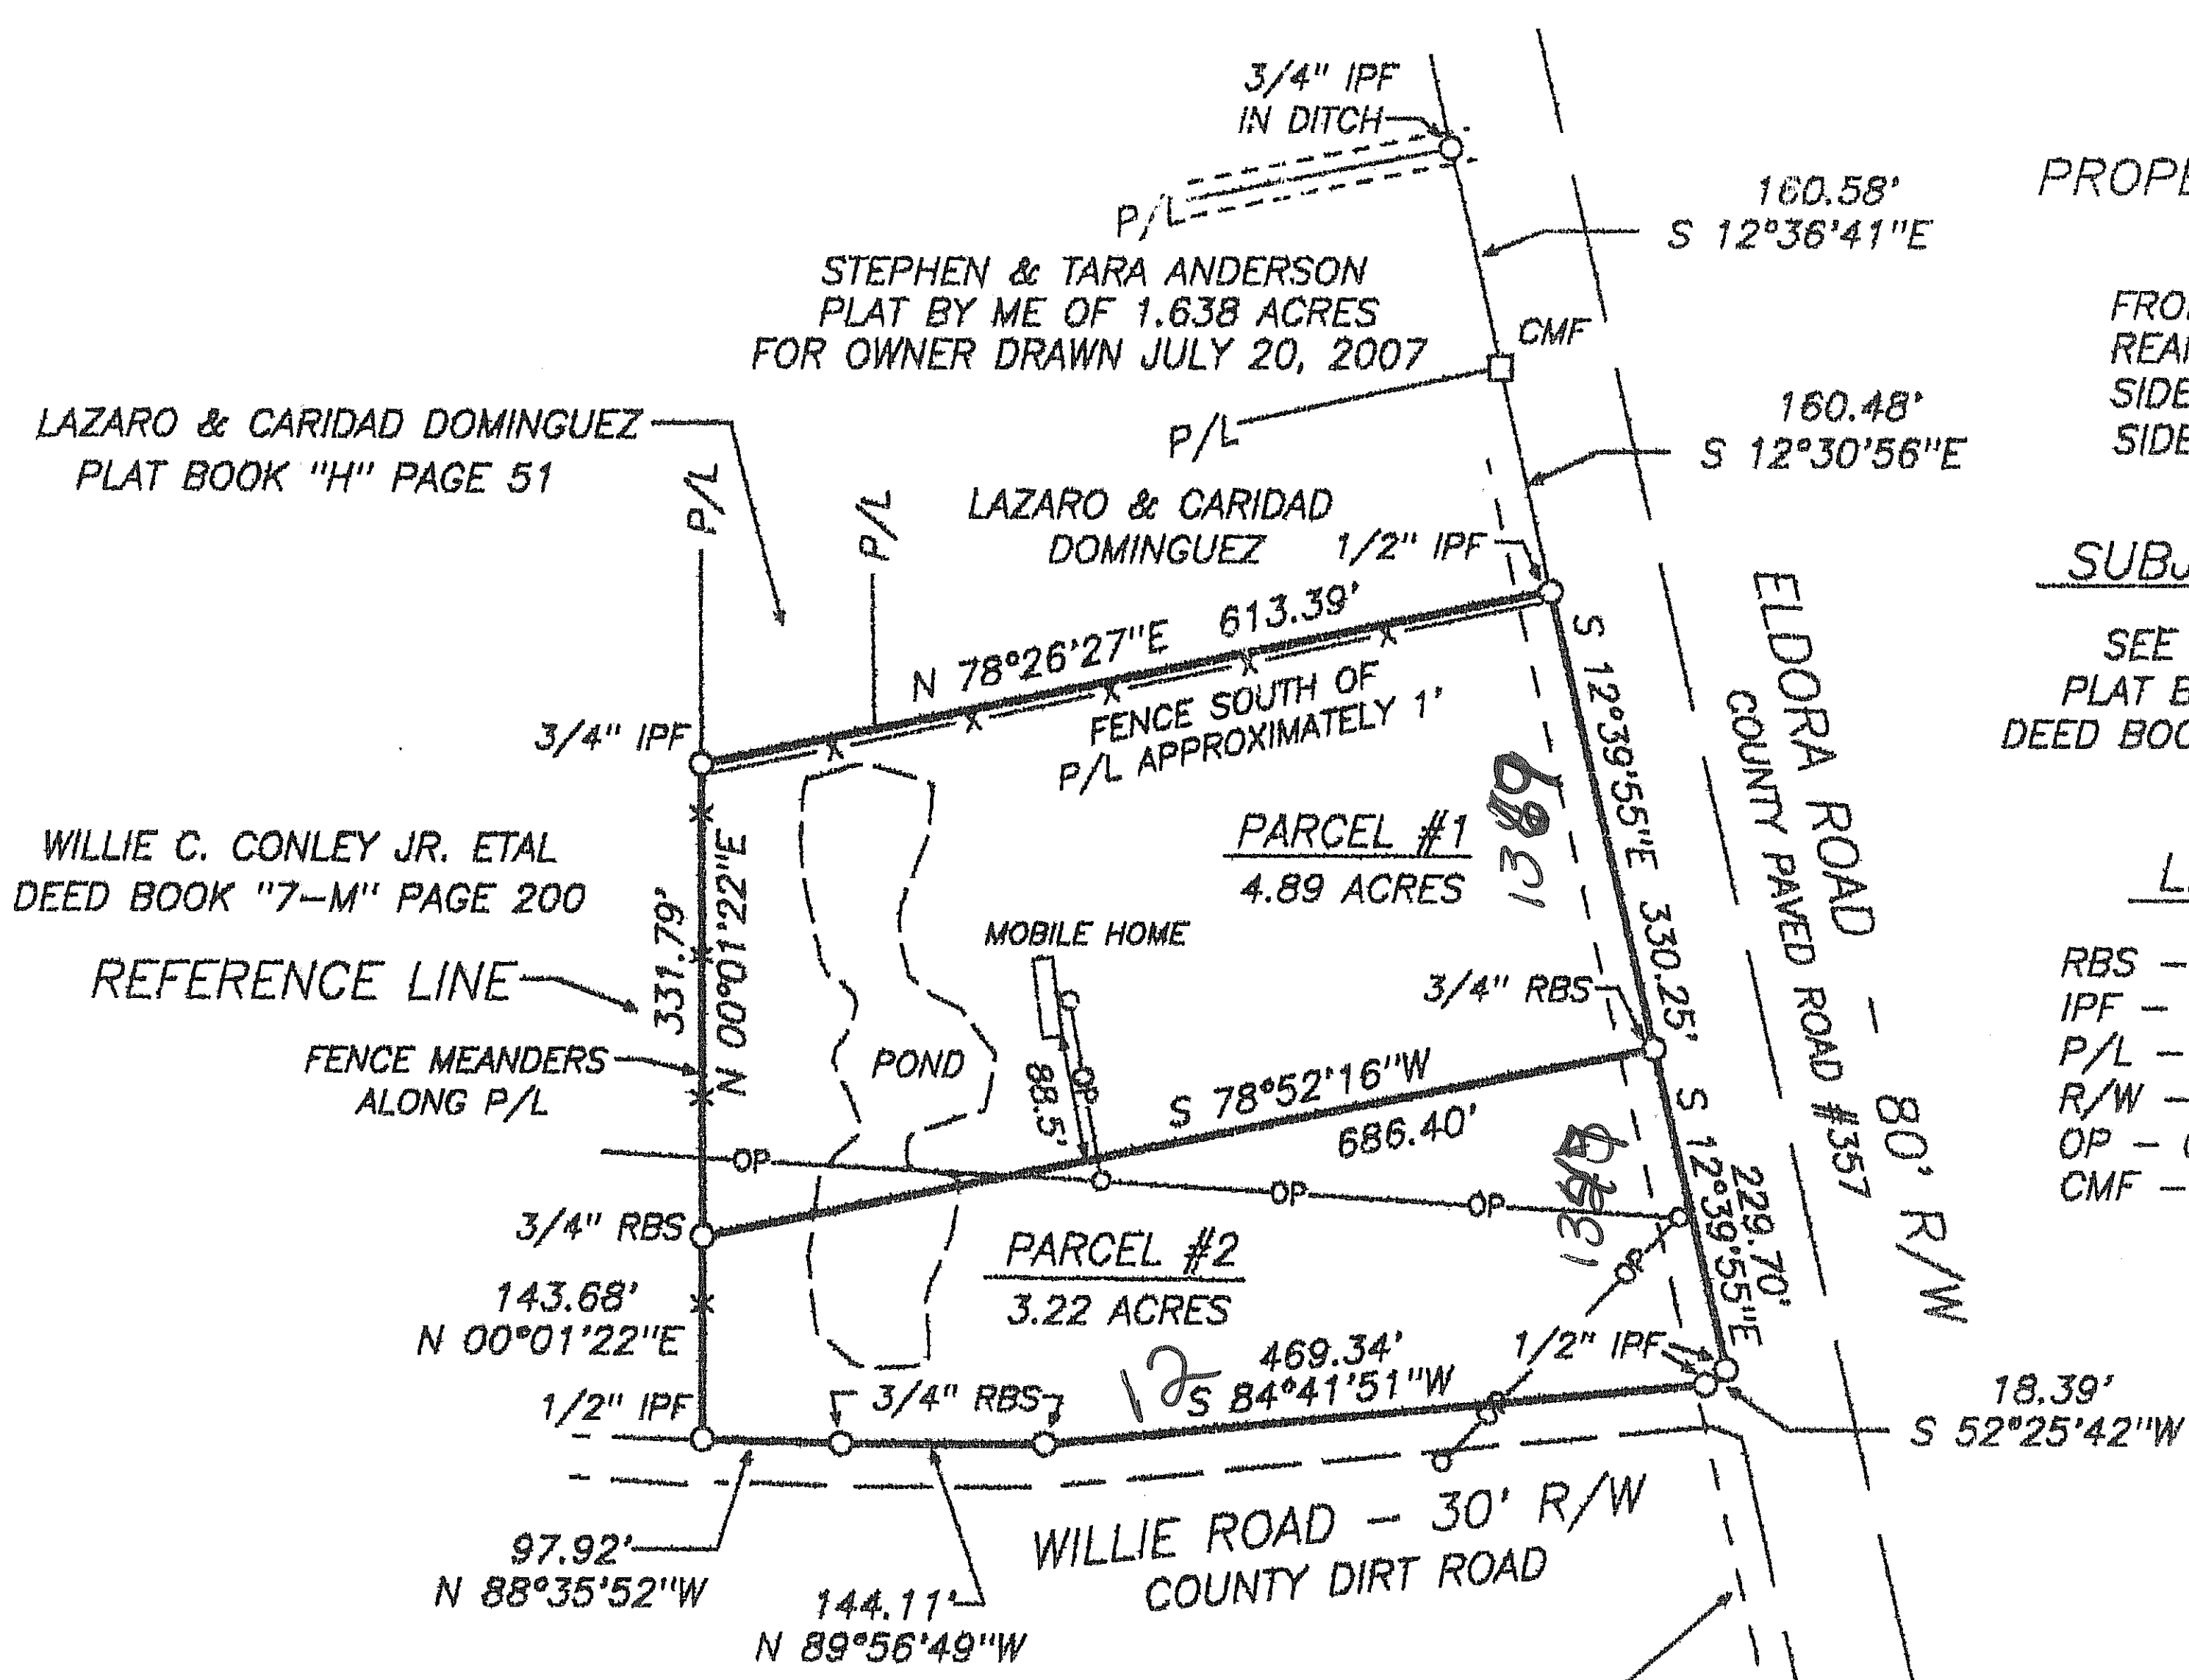 3/4" IPF
IN DITCH
P/L
160.58'
S 12°36'41"E
STEPHEN & TARA ANDERSON
PLAT BY ME OF 1.638 ACRES
FOR OWNER DRAWN JULY 20, 2007
CMF
P/L
160.48'
S 12°30'56"E
LAZARO & CARIDAD DOMINGUEZ
PLAT BOOK "H" PAGE 51
P/L
P/L
LAZARO & CARIDAD
DOMINGUEZ
1/2" IPF
N 78°26'27"E 613.39'
FENCE SOUTH OF
P/L APPROXIMATELY 1'
3/4" IPF
S 12°39'55"E 330.25'
ELDORA ROAD - 80' R/W
COUNTY PAVED ROAD #357
WILLIE C. CONLEY JR. ETAL
DEED BOOK "7-M" PAGE 200
REFERENCE LINE
331.79'
N 00°01'22"E
FENCE MEANDERS
ALONG P/L
PARCEL #1
4.89 ACRES
MOBILE HOME
3/4" RBS
POND
88.5'
OP
S 78°52'16"W
686.40'
OP
OP
OP
3/4" RBS
PARCEL #2
3.22 ACRES
229.70'
S 12°39'55"E
143.68'
N 00°01'22"E
1/2" IPF
3/4" RBS
12
469.34'
S 84°41'51"W
1/2" IPF
18.39'
S 52°25'42"W
97.92'
N 88°35'52"W
144.11'
N 89°56'49"W
WILLIE ROAD - 30' R/W
COUNTY DIRT ROAD
SEE
PLAT B
DEED BOO
RBS -
IPF -
P/L -
R/W -
OP -
CMF -